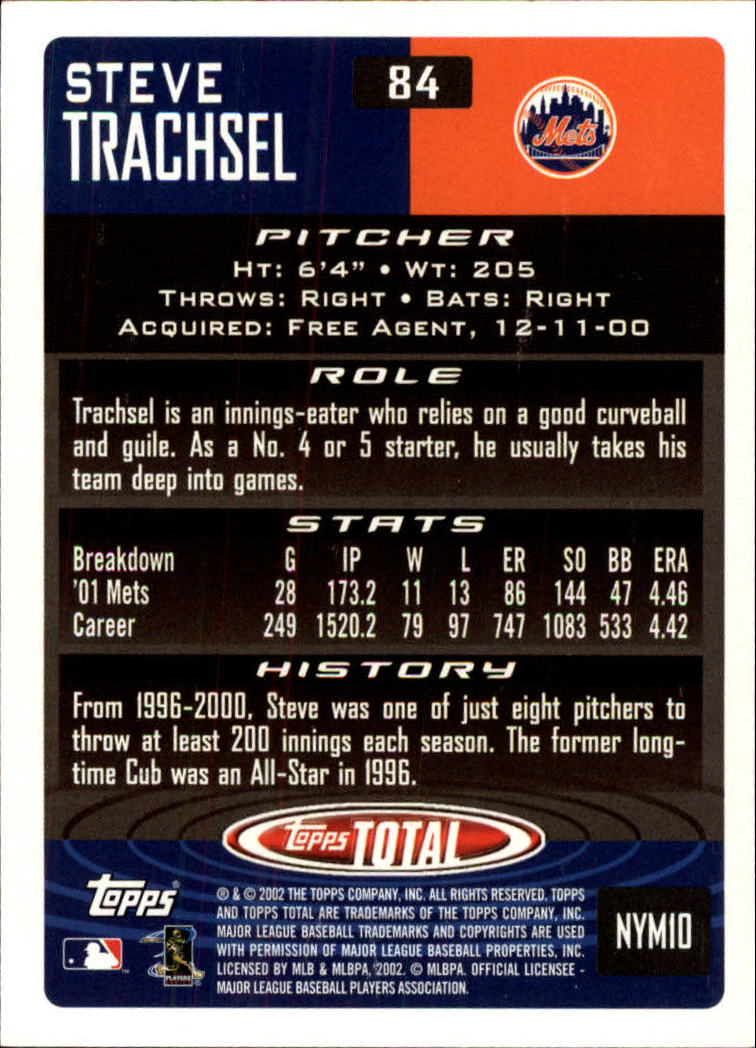 STEVE
TRACHSEL
84
Mets
PITCHER
HT: 6'4" • WT: 205
THROWS: RIGHT • BATS: RIGHT
ACQUIRED: FREE AGENT, 12-11-00
ROLE
Trachsel is an innings-eater who relies on a good curveball
and guile. As a No. 4 or 5 starter, he usually takes his
team deep into games.
STATS
Breakdown G IP W L ER SO BB ERA
'01 Mets 28 173.2 11 13 86 144 47 4.46
Career 249 1520.2 79 97 747 1083 533 4.42
HISTORY
From 1996-2000, Steve was one of just eight pitchers to
throw at least 200 innings each season. The former long-
time Cub was an All-Star in 1996.
topps TOTAL
topps®
® & © 2002 THE TOPPS COMPANY, INC. ALL RIGHTS RESERVED. TOPPS
AND TOPPS TOTAL ARE TRADEMARKS OF THE TOPPS COMPANY, INC.
MAJOR LEAGUE BASEBALL TRADEMARKS AND COPYRIGHTS ARE USED
WITH PERMISSION OF MAJOR LEAGUE BASEBALL PROPERTIES, INC.
LICENSED BY MLB & MLBPA, 2002. © MLBPA. OFFICIAL LICENSEE -
MAJOR LEAGUE BASEBALL PLAYERS ASSOCIATION.
PLAYERS
NYM10